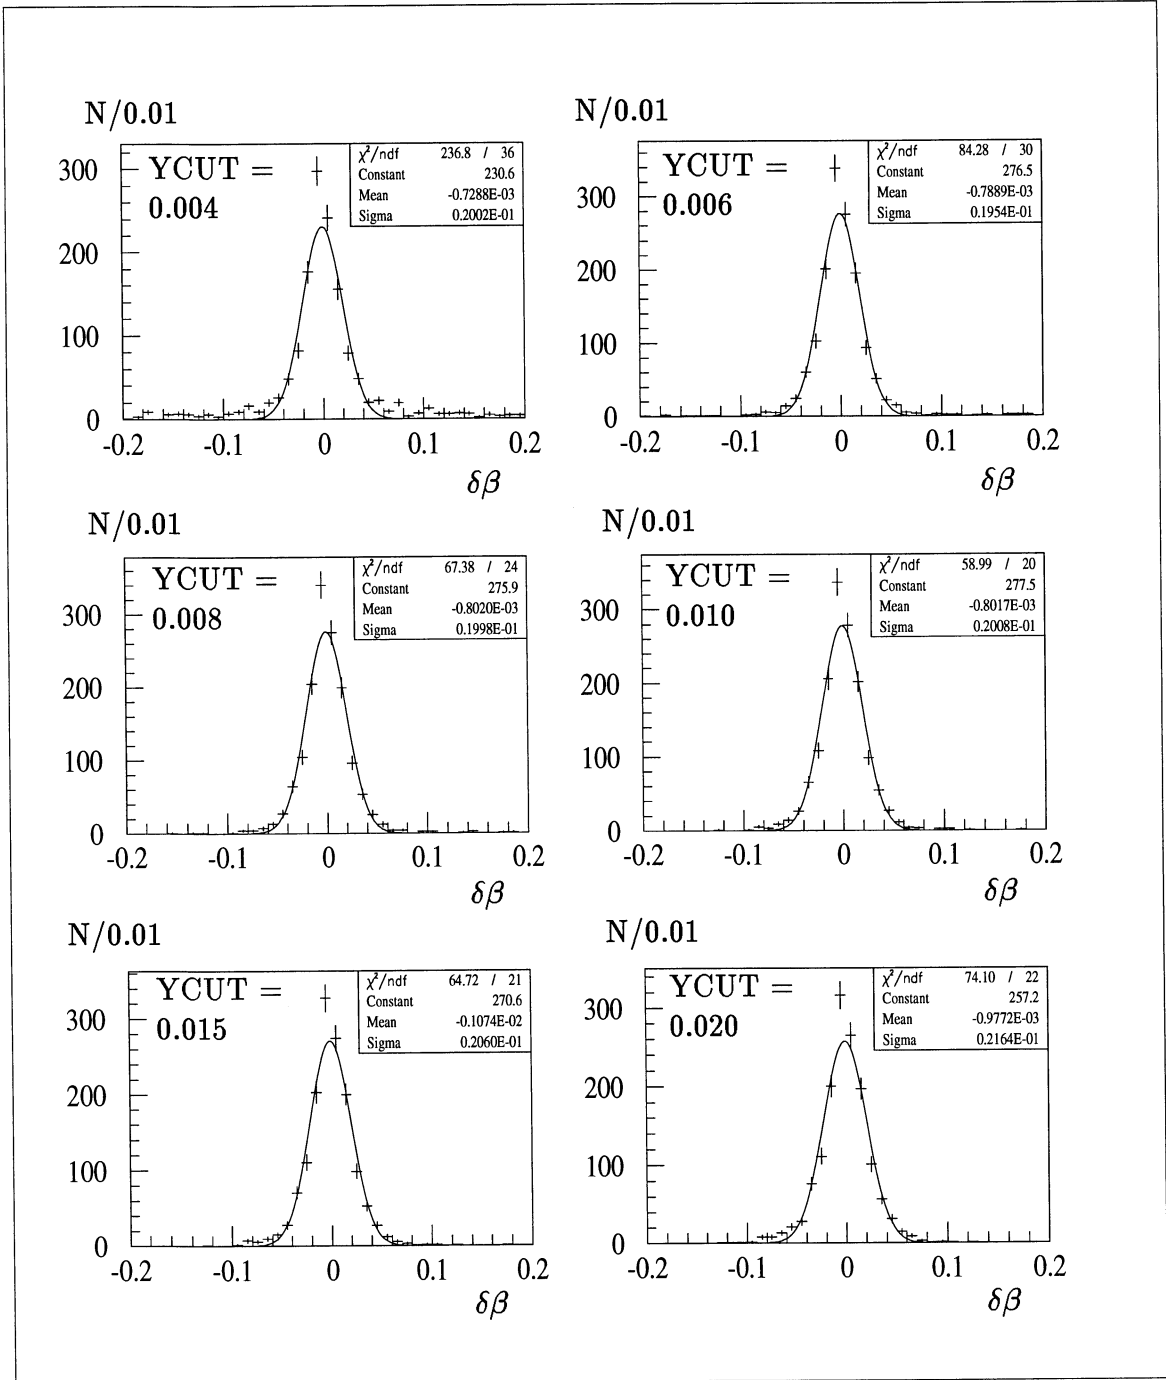 N/0.01
YCUT =
0.004
χ²/ndf 236.8 / 36
Constant 230.6
Mean -0.7288E-03
Sigma 0.2002E-01
300
200
100
0
-0.2 -0.1 0 0.1 0.2
δβ
N/0.01
YCUT =
0.006
χ²/ndf 84.28 / 30
Constant 276.5
Mean -0.7889E-03
Sigma 0.1954E-01
300
200
100
0
-0.2 -0.1 0 0.1 0.2
δβ
N/0.01
YCUT =
0.008
χ²/ndf 67.38 / 24
Constant 275.9
Mean -0.8020E-03
Sigma 0.1998E-01
300
200
100
0
-0.2 -0.1 0 0.1 0.2
δβ
N/0.01
YCUT =
0.010
χ²/ndf 58.99 / 20
Constant 277.5
Mean -0.8017E-03
Sigma 0.2008E-01
300
200
100
0
-0.2 -0.1 0 0.1 0.2
δβ
N/0.01
YCUT =
0.015
χ²/ndf 64.72 / 21
Constant 270.6
Mean -0.1074E-02
Sigma 0.2060E-01
300
200
100
0
-0.2 -0.1 0 0.1 0.2
δβ
N/0.01
YCUT =
0.020
χ²/ndf 74.10 / 22
Constant 257.2
Mean -0.9772E-03
Sigma 0.2164E-01
300
200
100
0
-0.2 -0.1 0 0.1 0.2
δβ